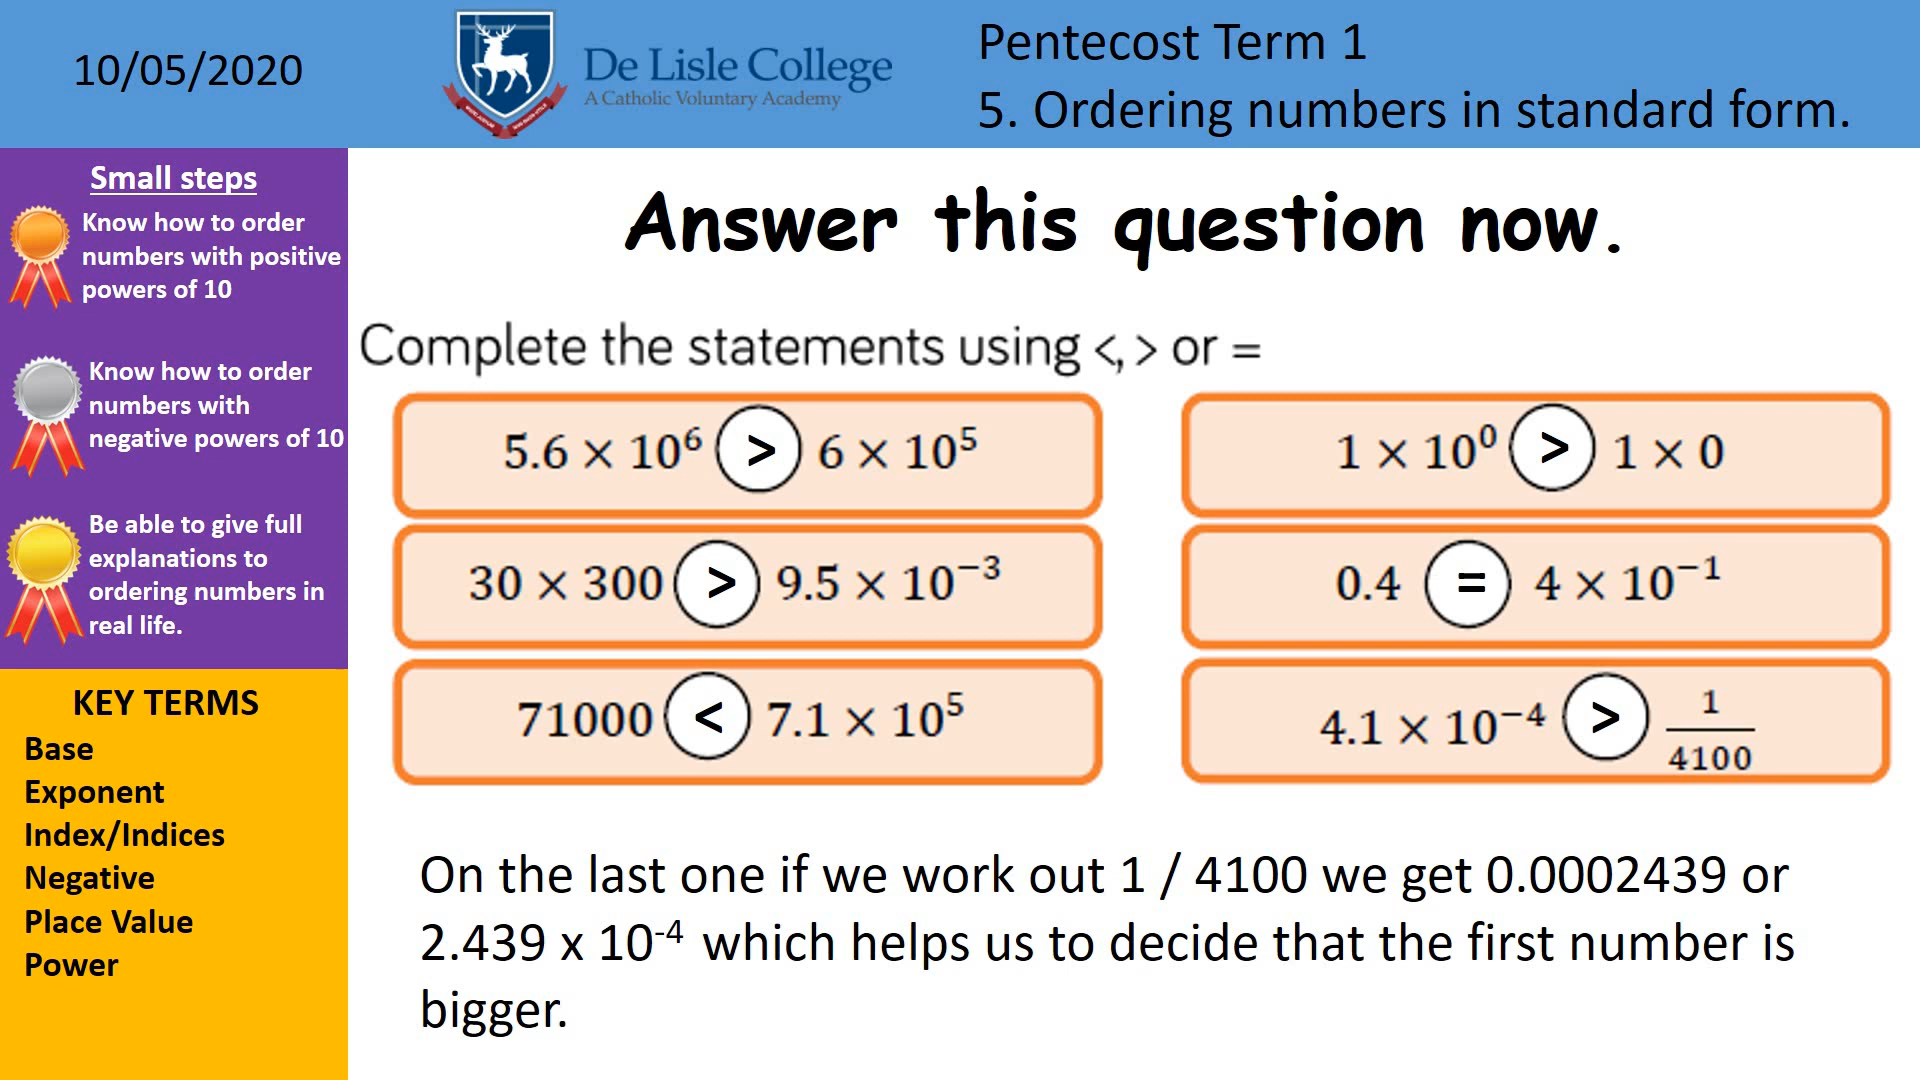 10/05/2020
De Lisle College
A Catholic Voluntary Academy
Pentecost Term 1
5. Ordering numbers in standard form.
Small steps
Know how to order
numbers with positive
powers of 10
Know how to order
numbers with
negative powers of 10
Be able to give full
explanations to
ordering numbers in
real life.
KEY TERMS
Base
Exponent
Index/Indices
Negative
Place Value
Power
Answer this question now.
Complete the statements using <, > or =
5.6 × 10⁶ > 6 × 10⁵
1 × 10⁰ > 1 × 0
30 × 300 > 9.5 × 10⁻³
0.4 = 4 × 10⁻¹
71000 < 7.1 × 10⁵
4.1 × 10⁻⁴ > 1/4100
On the last one if we work out 1 / 4100 we get 0.0002439 or
2.439 x 10⁻⁴ which helps us to decide that the first number is
bigger.